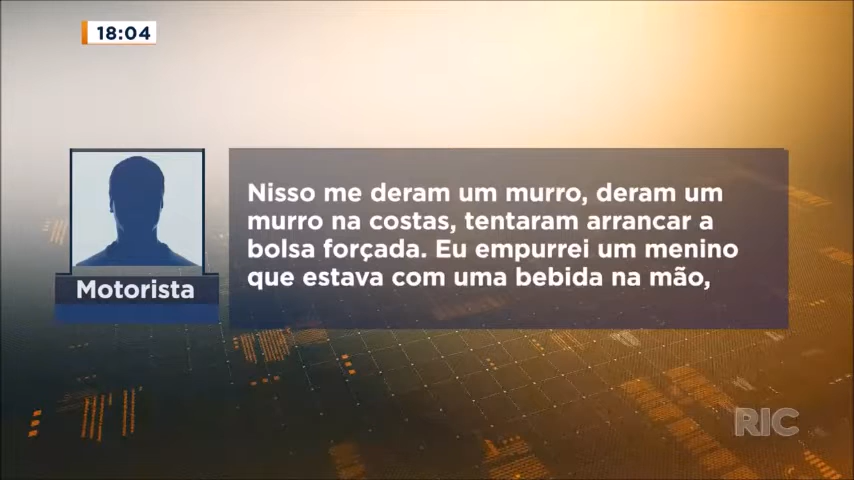 18:04
Nisso me deram um murro, deram um
murro na costas, tentaram arrancar a
bolsa forçada. Eu empurrei um menino
que estava com uma bebida na mão,
Motorista
RIC